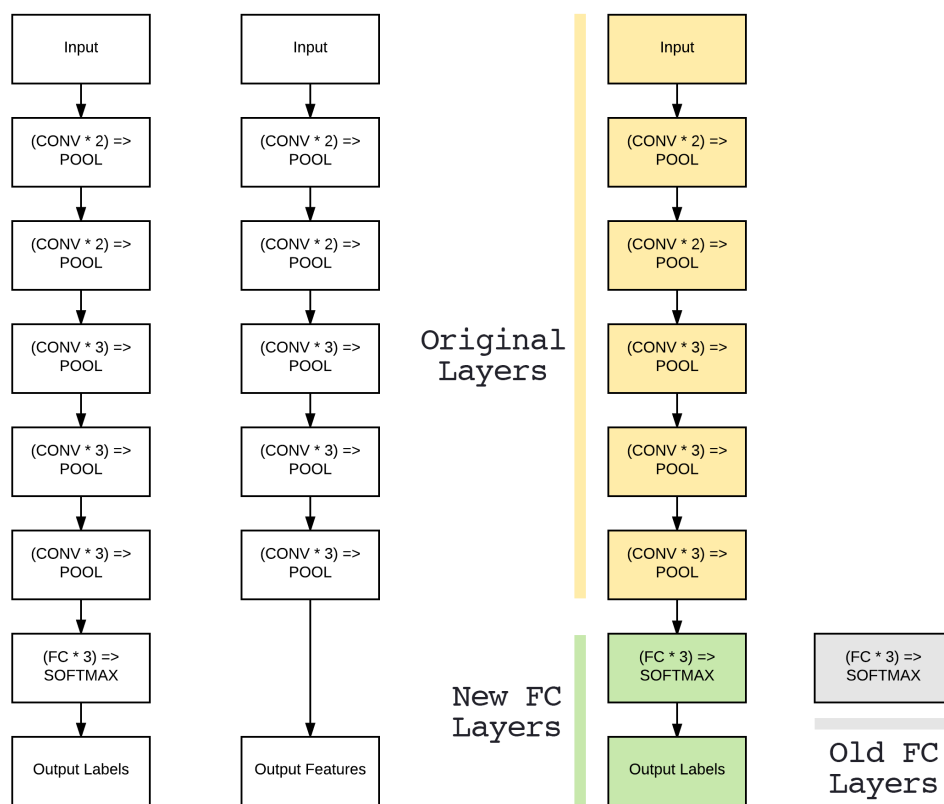 Input
(CONV * 2) =>
POOL
(CONV * 2) =>
POOL
(CONV * 3) =>
POOL
(CONV * 3) =>
POOL
(CONV * 3) =>
POOL
(FC * 3) =>
SOFTMAX
Output Labels
Input
(CONV * 2) =>
POOL
(CONV * 2) =>
POOL
(CONV * 3) =>
POOL
(CONV * 3) =>
POOL
(CONV * 3) =>
POOL
Output Features
Original
Layers
New FC
Layers
Input
(CONV * 2) =>
POOL
(CONV * 2) =>
POOL
(CONV * 3) =>
POOL
(CONV * 3) =>
POOL
(CONV * 3) =>
POOL
(FC * 3) =>
SOFTMAX
Output Labels
(FC * 3) =>
SOFTMAX
Old FC
Layers